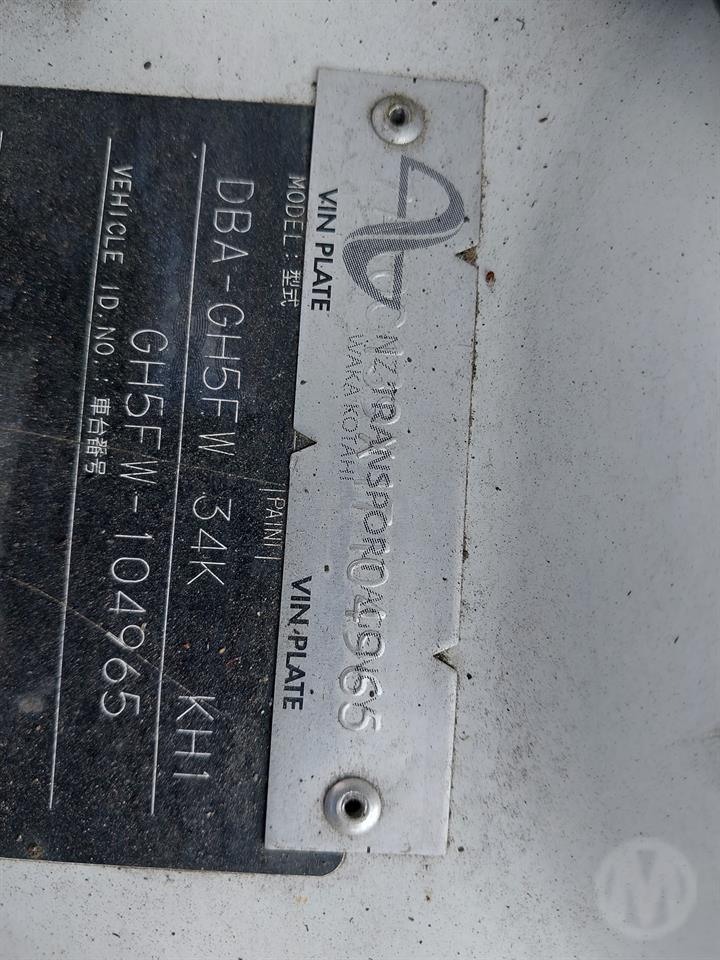 VIN PLATE VIN PLATE
NZ TRANSPORT AGENCY
WAKA KOTAHI
MODEL : 型式 PAINT
DBA-GH5FW 34K KH1
VEHICLE ID.NO.: 車台番号
GH5FW-104965
M